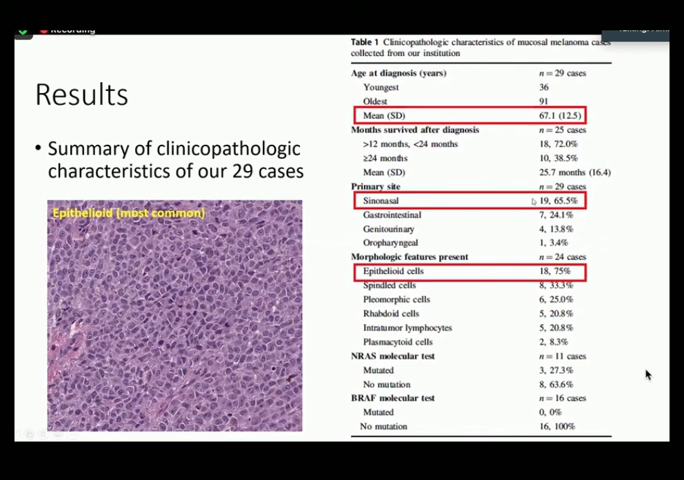 Recording
Results
• Summary of clinicopathologic
characteristics of our 29 cases
Epithelioid (most common)
Table 1 Clinicopathologic characteristics of mucosal melanoma cases
collected from our institution
Age at diagnosis (years) n = 29 cases
Youngest 36
Oldest 91
Mean (SD) 67.1 (12.5)
Months survived after diagnosis n = 25 cases
>12 months, <24 months 18, 72.0%
≥24 months 10, 38.5%
Mean (SD) 25.7 months (16.4)
Primary site n = 29 cases
Sinonasal 19, 65.5%
Gastrointestinal 7, 24.1%
Genitourinary 4, 13.8%
Oropharyngeal 1, 3.4%
Morphologic features present n = 24 cases
Epithelioid cells 18, 75%
Spindled cells 8, 33.3%
Pleomorphic cells 6, 25.0%
Rhabdoid cells 5, 20.8%
Intratumor lymphocytes 5, 20.8%
Plasmacytoid cells 2, 8.3%
NRAS molecular test n = 11 cases
Mutated 3, 27.3%
No mutation 8, 63.6%
BRAF molecular test n = 16 cases
Mutated 0, 0%
No mutation 16, 100%